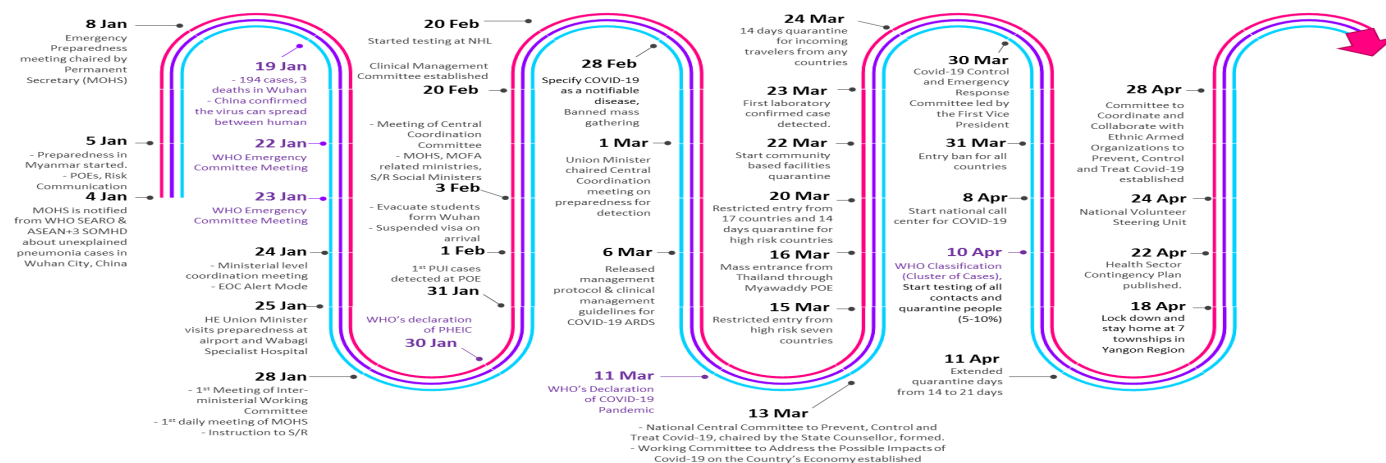 8 Jan
Emergency
Preparedness
meeting chaired by
Permanent
Secretary (MOHS)
5 Jan
- Preparedness in
Myanmar started.
- POEs, Risk
Communication
4 Jan
MOHS is notified
from WHO SEARO &
ASEAN+3 SOMHD
about unexplained
pneumonia cases in
Wuhan City, China
19 Jan
- 194 cases, 3
deaths in Wuhan
- China confirmed
the virus can spread
between human
22 Jan
WHO Emergency
Committee Meeting
23 Jan
WHO Emergency
Committee Meeting
24 Jan
- Ministerial level
coordination meeting
- EOC Alert Mode
25 Jan
HE Union Minister
visits preparedness at
airport and Wabagi
Specialist Hospital
28 Jan
- 1st Meeting of Inter-
ministerial Working
Committee
- 1st daily meeting of MOHS
- Instruction to S/R
20 Feb
Started testing at NHL
Clinical Management
Committee established
20 Feb
- Meeting of Central
Coordination
Committee
- MOHS, MOFA
related ministries,
S/R Social Ministers
3 Feb
- Evacuate students
form Wuhan
- Suspended visa on
arrival
1 Feb
1st PUI cases
detected at POE
31 Jan
WHO's declaration
of PHEIC
30 Jan
28 Feb
Specify COVID-19
as a notifiable
disease,
Banned mass
gathering
1 Mar
Union Minister
chaired Central
Coordination
meeting on
preparedness for
detection
6 Mar
Released
management
protocol & clinical
management
guidelines for
COVID-19 ARDS
11 Mar
WHO's Declaration
of COVID-19
Pandemic
13 Mar
- National Central Committee to Prevent, Control and
Treat Covid-19, chaired by the State Counsellor, formed.
- Working Committee to Address the Possible Impacts of
Covid-19 on the Country's Economy established
24 Mar
14 days quarantine
for incoming
travelers from any
countries
23 Mar
First laboratory
confirmed case
detected.
22 Mar
Start community
based facilities
quarantine
20 Mar
Restricted entry from
17 countries and 14
days quarantine for
high risk countries
16 Mar
Mass entrance from
Thailand through
Myawaddy POE
15 Mar
Restricted entry from
high risk seven
countries
30 Mar
Covid-19 Control
and Emergency
Response
Committee led by
the First Vice
President
31 Mar
Entry ban for all
countries
8 Apr
Start national call
center for COVID-19
10 Apr
WHO Classification
(Cluster of Cases),
Start testing of all
contacts and
quarantine people
(5-10%)
11 Apr
Extended
quarantine days
from 14 to 21 days
28 Apr
Committee to
Coordinate and
Collaborate with
Ethnic Armed
Organizations to
Prevent, Control
and Treat Covid-19
established
24 Apr
National Volunteer
Steering Unit
22 Apr
Health Sector
Contingency Plan
published.
18 Apr
Lock down and
stay home at 7
townships in
Yangon Region